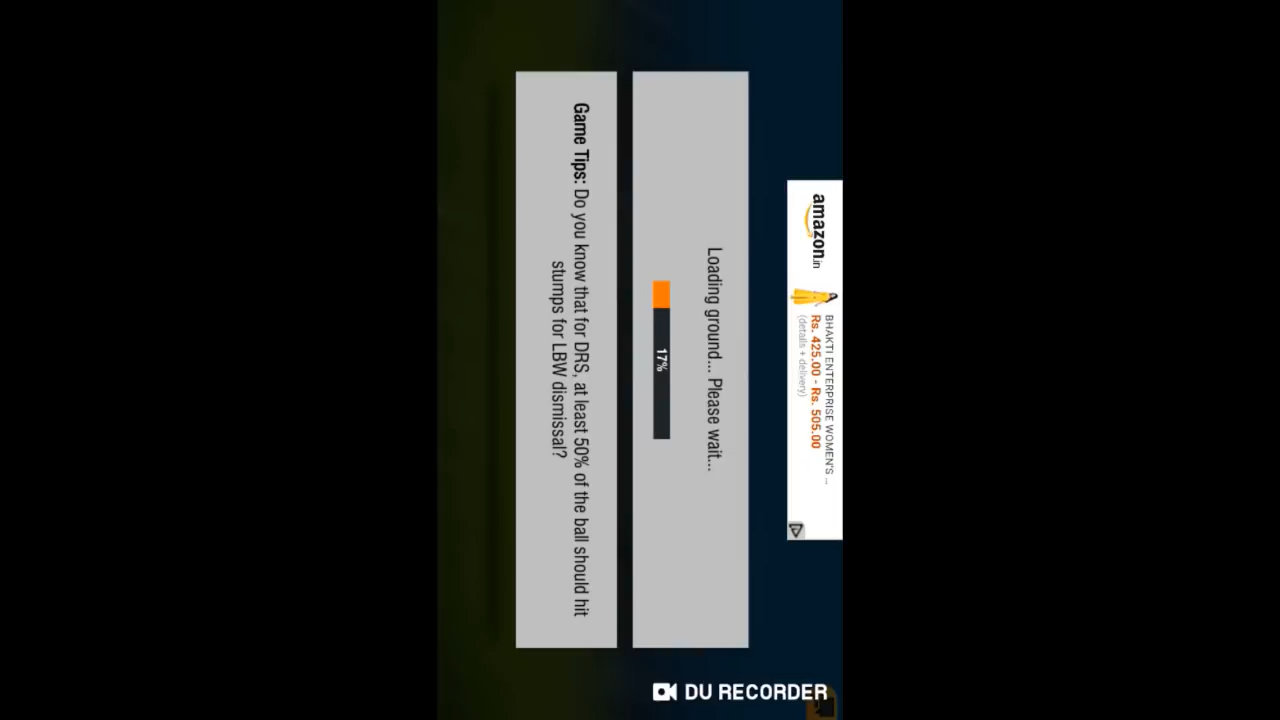 amazon.in
BHAKTI ENTERPRISE WOMEN'S ...
Rs. 425.00 - Rs. 505.00
(details + delivery)
Loading ground... Please wait...
17%
Game Tips: Do you know that for DRS, at least 50% of the ball should hit
stumps for LBW dismissal?
DU RECORDER